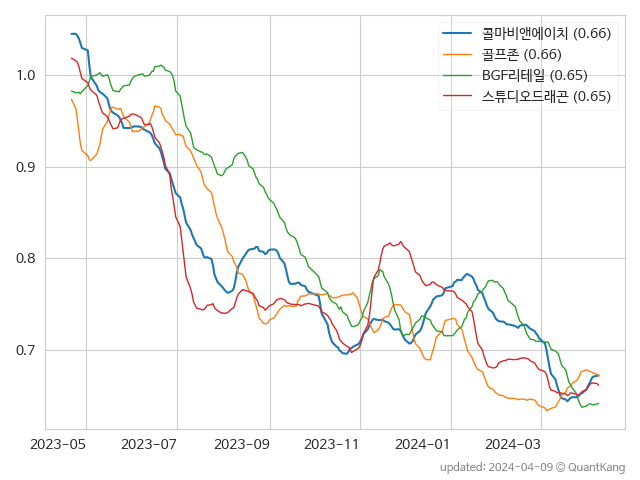 콜마비앤에이치 (0.66)
골프존 (0.66)
BGF리테일 (0.65)
스튜디오드래곤 (0.65)
1.0
0.9
0.8
0.7
2023-05 2023-07 2023-09 2023-11 2024-01 2024-03
updated: 2024-04-09 © QuantKang